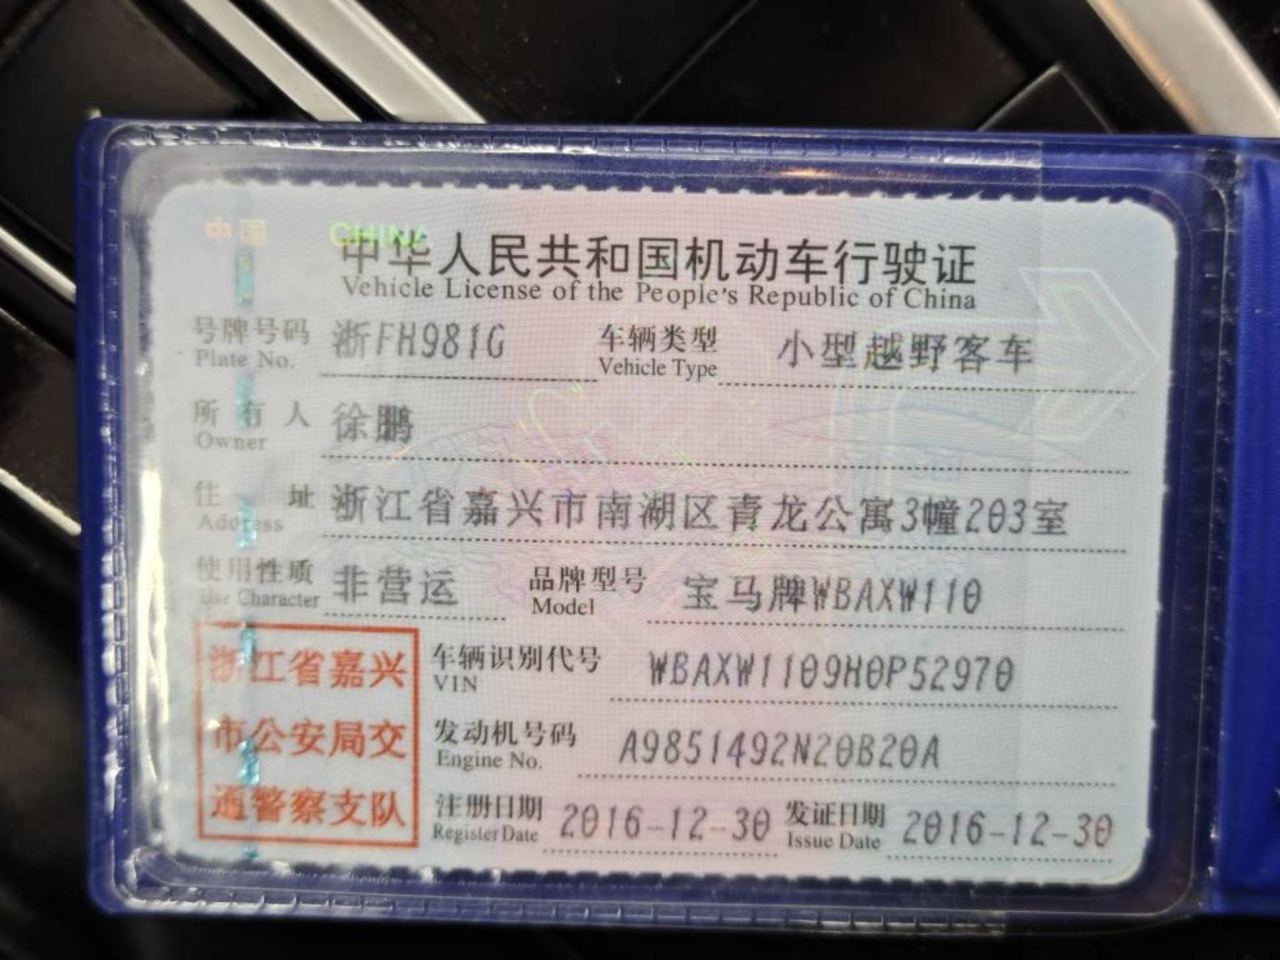 中国 CHINA
中华人民共和国机动车行驶证
Vehicle License of the People's Republic of China
号牌号码 浙FH981G 车辆类型 小型越野客车
Plate No. Vehicle Type
所有人 徐鹏
Owner
住址 浙江省嘉兴市南湖区青龙公寓3幢203室
Address
使用性质 非营运 品牌型号 宝马牌WBAXW110
Use Character Model
浙江省嘉兴
市公安局交
通警察支队
车辆识别代号 WBAXW1109H0P52970
VIN
发动机号码 A9851492N20B20A
Engine No.
注册日期 2016-12-30 发证日期 2016-12-30
Register Date Issue Date